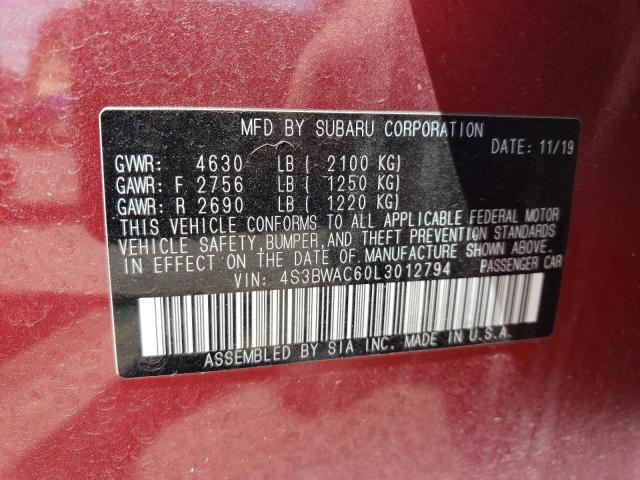 MFD BY SUBARU CORPORATION
DATE: 11/19
GVWR: 4630 LB ( 2100 KG)
GAWR: F 2756 LB ( 1250 KG)
GAWR: R 2690 LB ( 1220 KG)
THIS VEHICLE CONFORMS TO ALL APPLICABLE FEDERAL MOTOR
VEHICLE SAFETY, BUMPER, AND THEFT PREVENTION STANDARDS
IN EFFECT ON THE DATE OF MANUFACTURE SHOWN ABOVE.
VIN: 4S3BWAC60L3012794 PASSENGER CAR
ASSEMBLED BY SIA INC. MADE IN U.S.A.